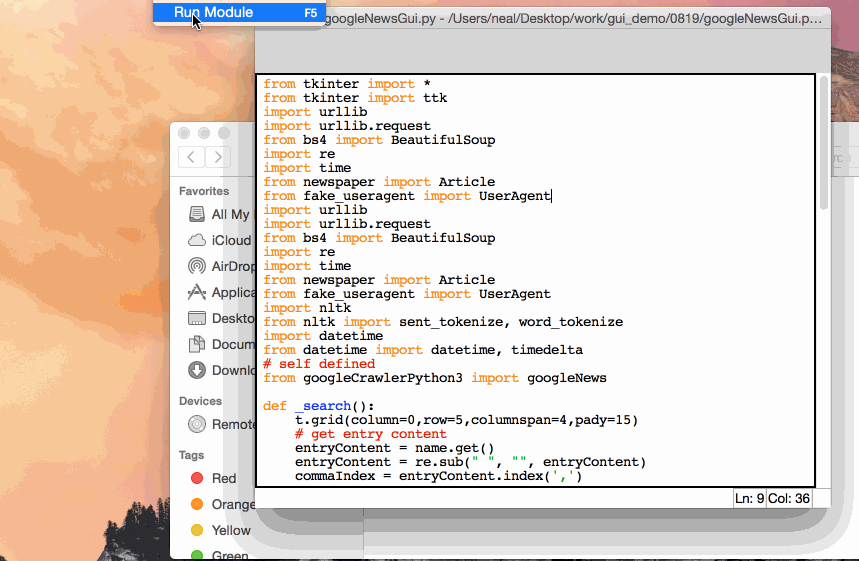 Run Module F5
googleNewsGui.py - /Users/neal/Desktop/work/gui_demo/0819/googleNewsGui.p...
from tkinter import *
from tkinter import ttk
import urllib
import urllib.request
from bs4 import BeautifulSoup
import re
import time
from newspaper import Article
from fake_useragent import UserAgent
import urllib
import urllib.request
from bs4 import BeautifulSoup
import re
import time
from newspaper import Article
from fake_useragent import UserAgent
import nltk
from nltk import sent_tokenize, word_tokenize
import datetime
from datetime import datetime, timedelta
# self defined
from googleCrawlerPython3 import googleNews
def _search():
    t.grid(column=0,row=5,columnspan=4,pady=15)
    # get entry content
    entryContent = name.get()
    entryContent = re.sub(" ", "", entryContent)
    commaIndex = entryContent.index(',')
Ln: 9 Col: 36
Favorites
All My
iCloud
AirDrop
Applica
Deskto
Docum
Downlo
Devices
Remote
Tags
Red
Orange
Yellow
Green